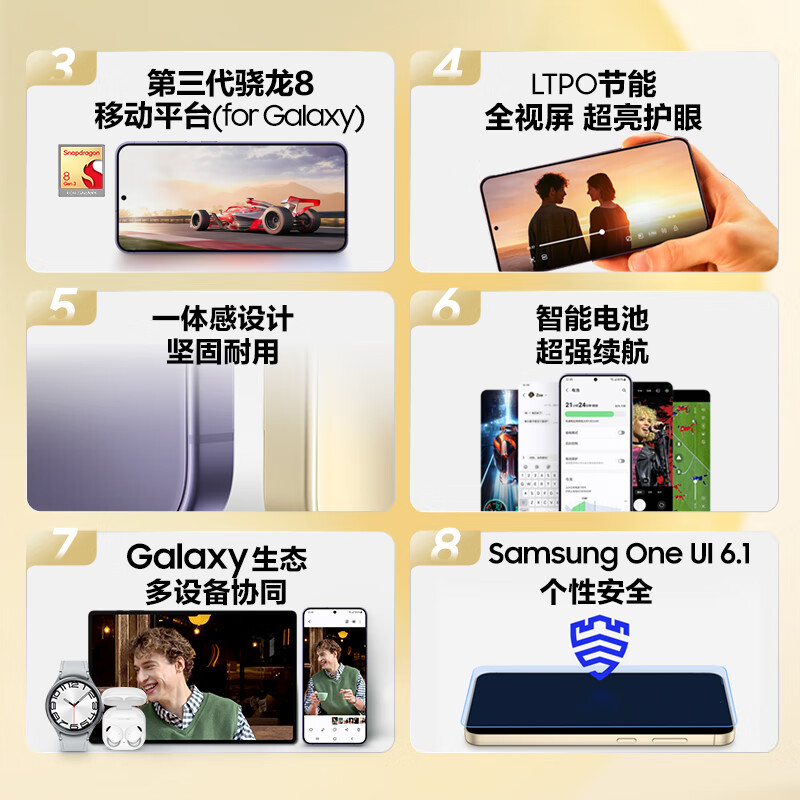 3
第三代骁龙8
移动平台(for Galaxy)
Snapdragon
8
Gen 3
4
LTPO节能
全视屏 超亮护眼
5
一体感设计
坚固耐用
6
智能电池
超强续航
电池
7
Galaxy生态
多设备协同
8
Samsung One UI 6.1
个性安全